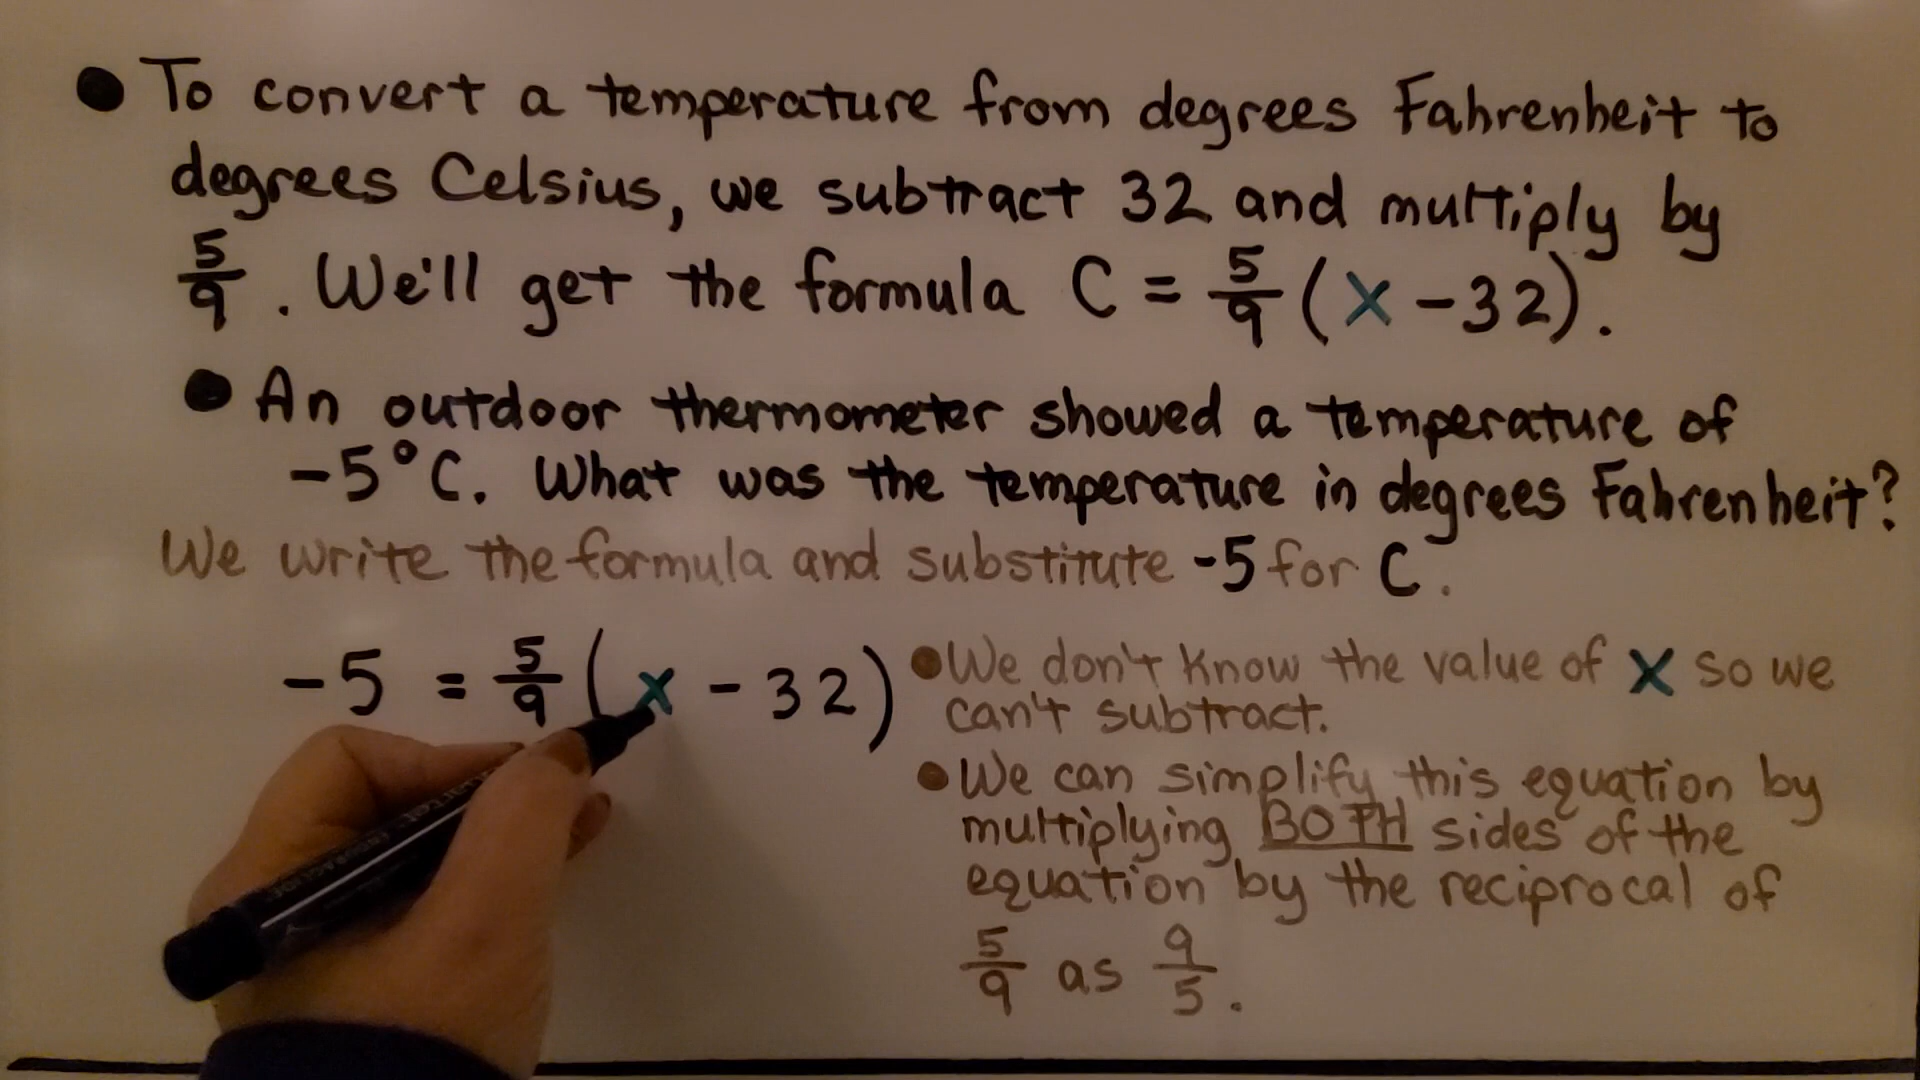 ● To convert a temperature from degrees Fahrenheit to
degrees Celsius, we subtract 32 and multiply by
5/9. We'll get the formula C = 5/9 (x - 32).
● An outdoor thermometer showed a temperature of
-5°C. What was the temperature in degrees Fahrenheit?
We write the formula and substitute -5 for C.
-5 = 5/9 (x - 32)
● We don't know the value of x so we
can't subtract.
● We can simplify this equation by
multiplying BOTH sides of the
equation by the reciprocal of
5/9 as 9/5.